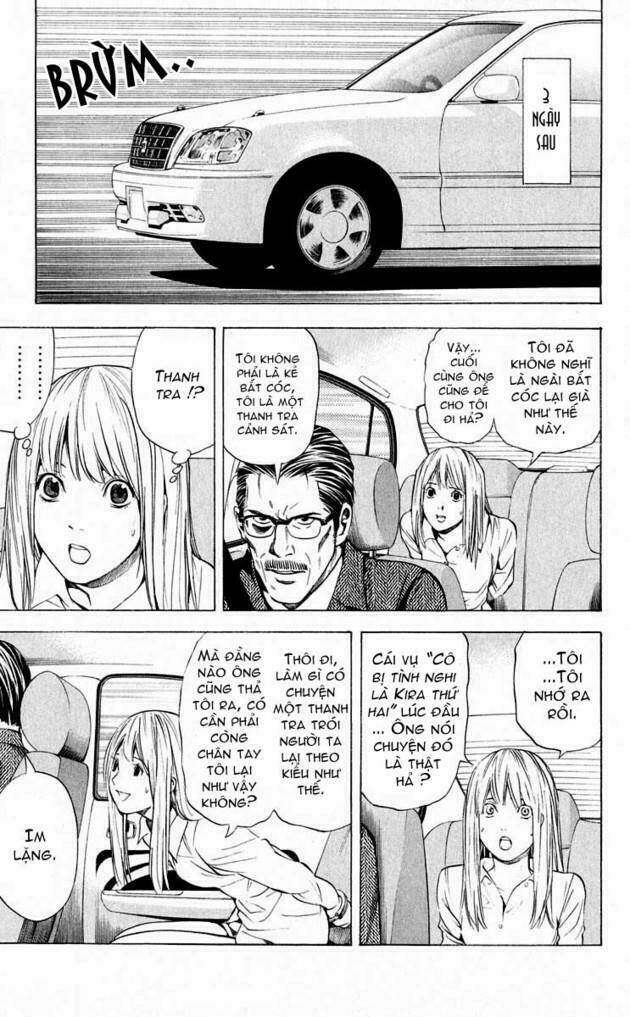 BRỪM..
3
NGÀY
SAU
TÔI ĐÃ
KHÔNG NGHĨ
LÀ NGÀI BẮT
CÓC LẠI GIÀ
NHƯ THẾ
NÀY.
VẬY...
CUỐI
CÙNG ÔNG
CŨNG ĐỂ
CHO TÔI
ĐI HẢ?
TÔI KHÔNG
PHẢI LÀ KẺ
BẮT CÓC,
TÔI LÀ MỘT
THANH TRA
CẢNH SÁT.
THANH
TRA !?
........
...TÔI
...TÔI
NHỚ RA
RỒI.
CÁI VỤ “CÔ
BỊ TÌNH NGHI
LÀ KIRA THỨ
HAI” LÚC ĐẦU
... ÔNG NÓI
CHUYỆN ĐÓ
LÀ THẬT
HẢ ?
THÔI ĐI,
LÀM GÌ CÓ
CHUYỆN
MỘT THANH
TRA TRÓI
NGƯỜI TA
LẠI THEO
KIỂU NHƯ
THẾ.
MÀ ĐẰNG
NÀO ÔNG
CŨNG THẢ
TÔI RA, CÓ
CẦN PHẢI
CÒNG
CHÂN TAY
TÔI LẠI
NHƯ VẬY
KHÔNG?
IM
LẶNG.